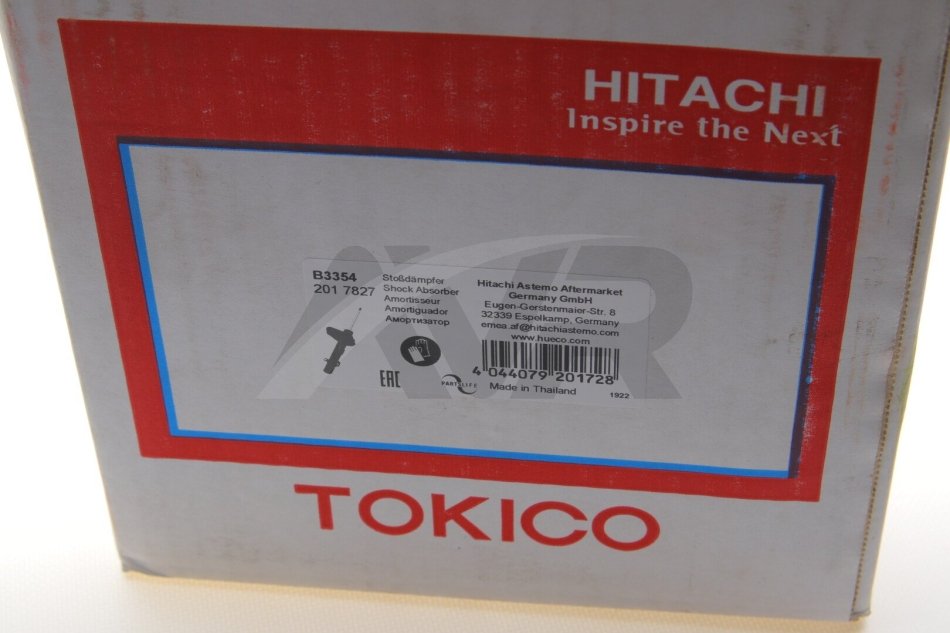 HITACHI
Inspire the Next
B3354
201 7827
Stoßdämpfer
Shock Absorber
Amortisseur
Amortiguador
Амортизатор
Hitachi Astemo Aftermarket
Germany GmbH
Eugen-Gerstenmaier-Str. 8
32339 Espelkamp, Germany
emea.af@hitachiastemo.com
www.hueco.com
4 044079 201728
Made in Thailand
1922
EAC
PARTSLIFE
AVR
TOKICO